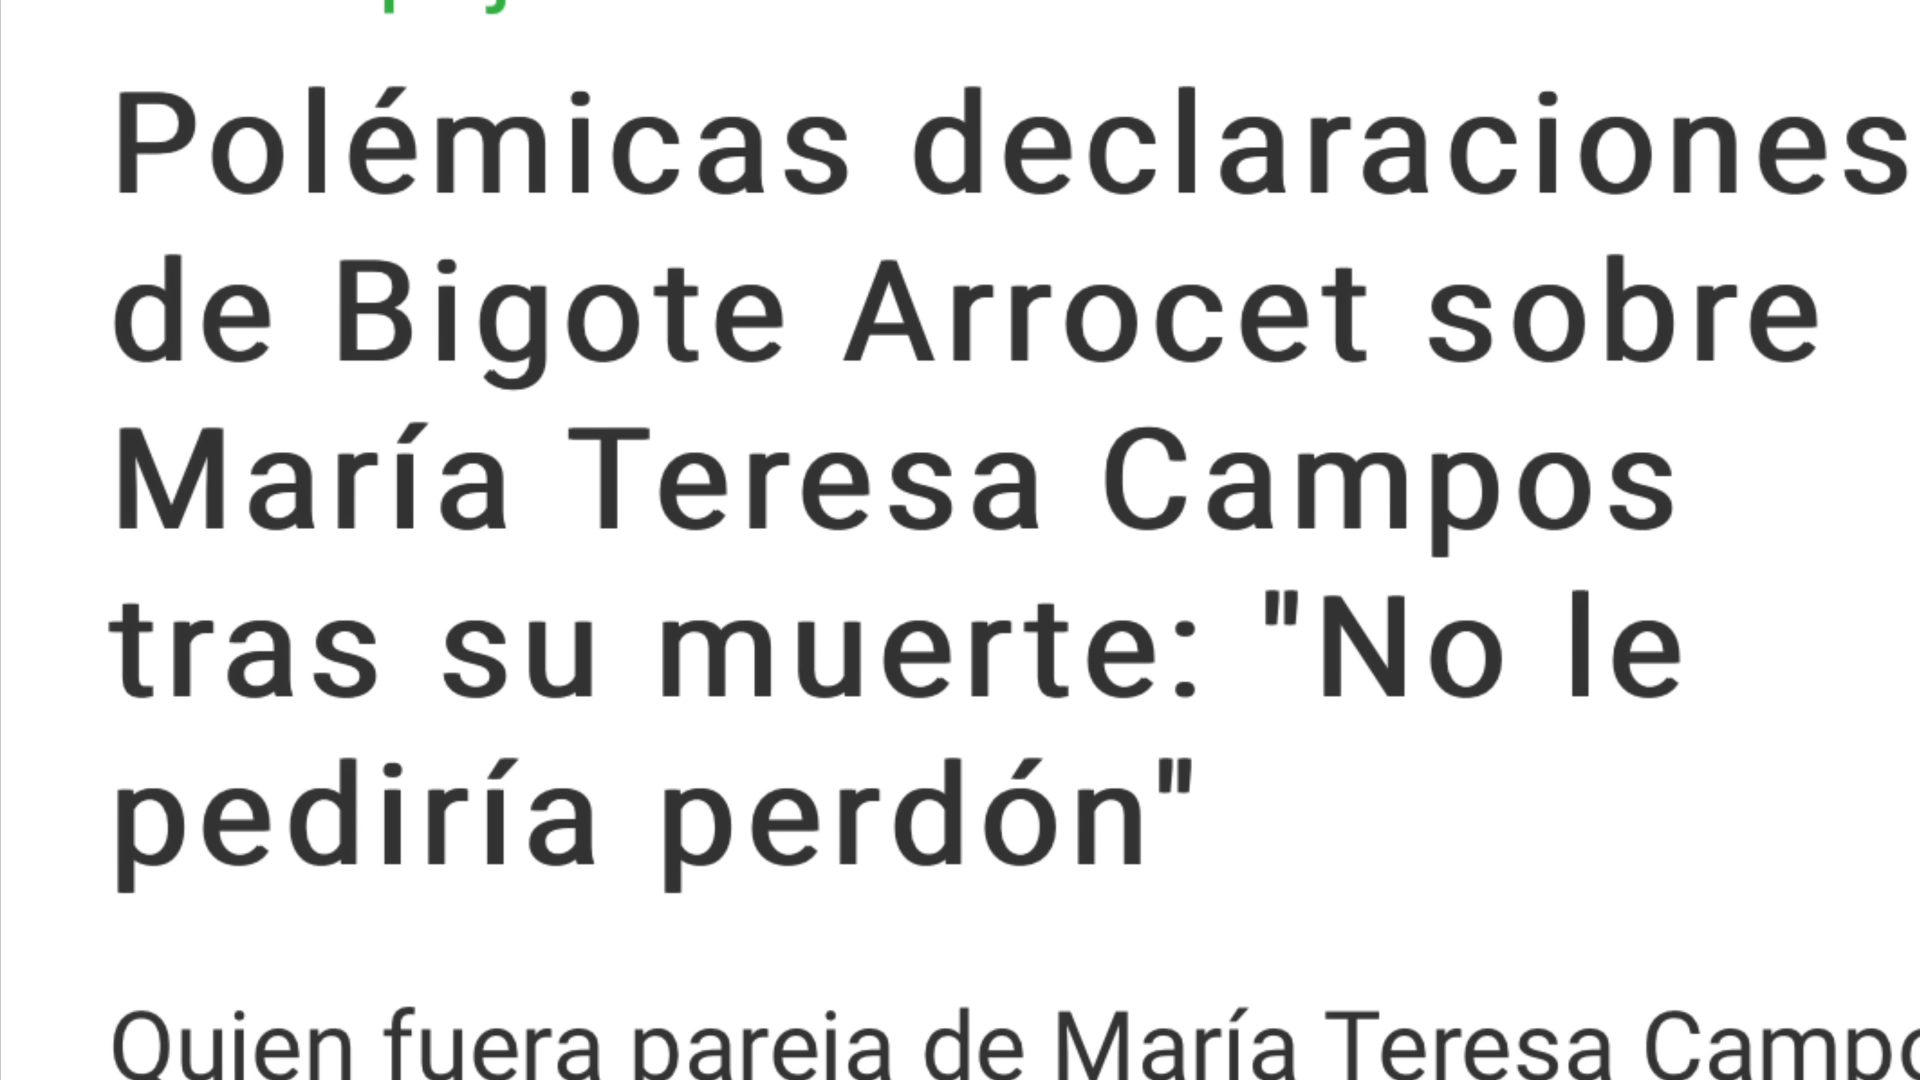 Polémicas declaraciones
de Bigote Arrocet sobre
María Teresa Campos
tras su muerte: "No le
pediría perdón"
Quien fuera pareja de María Teresa